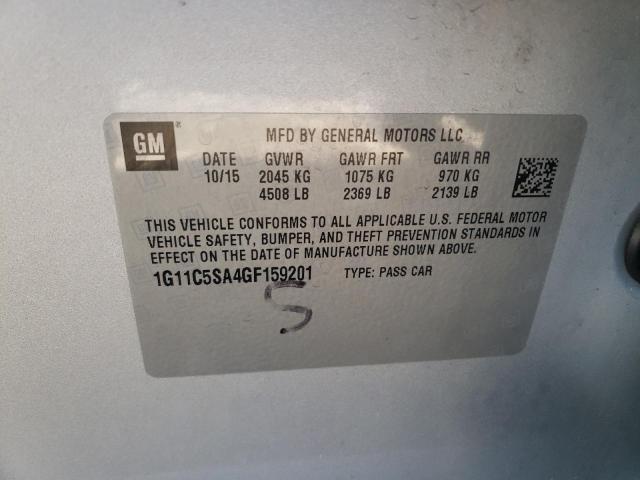 GM
MFD BY GENERAL MOTORS LLC
DATE GVWR GAWR FRT GAWR RR
10/15 2045 KG 1075 KG 970 KG
4508 LB 2369 LB 2139 LB
THIS VEHICLE CONFORMS TO ALL APPLICABLE U.S. FEDERAL MOTOR
VEHICLE SAFETY, BUMPER, AND THEFT PREVENTION STANDARDS IN
EFFECT ON THE DATE OF MANUFACTURE SHOWN ABOVE.
1G11C5SA4GF159201 TYPE: PASS CAR
S